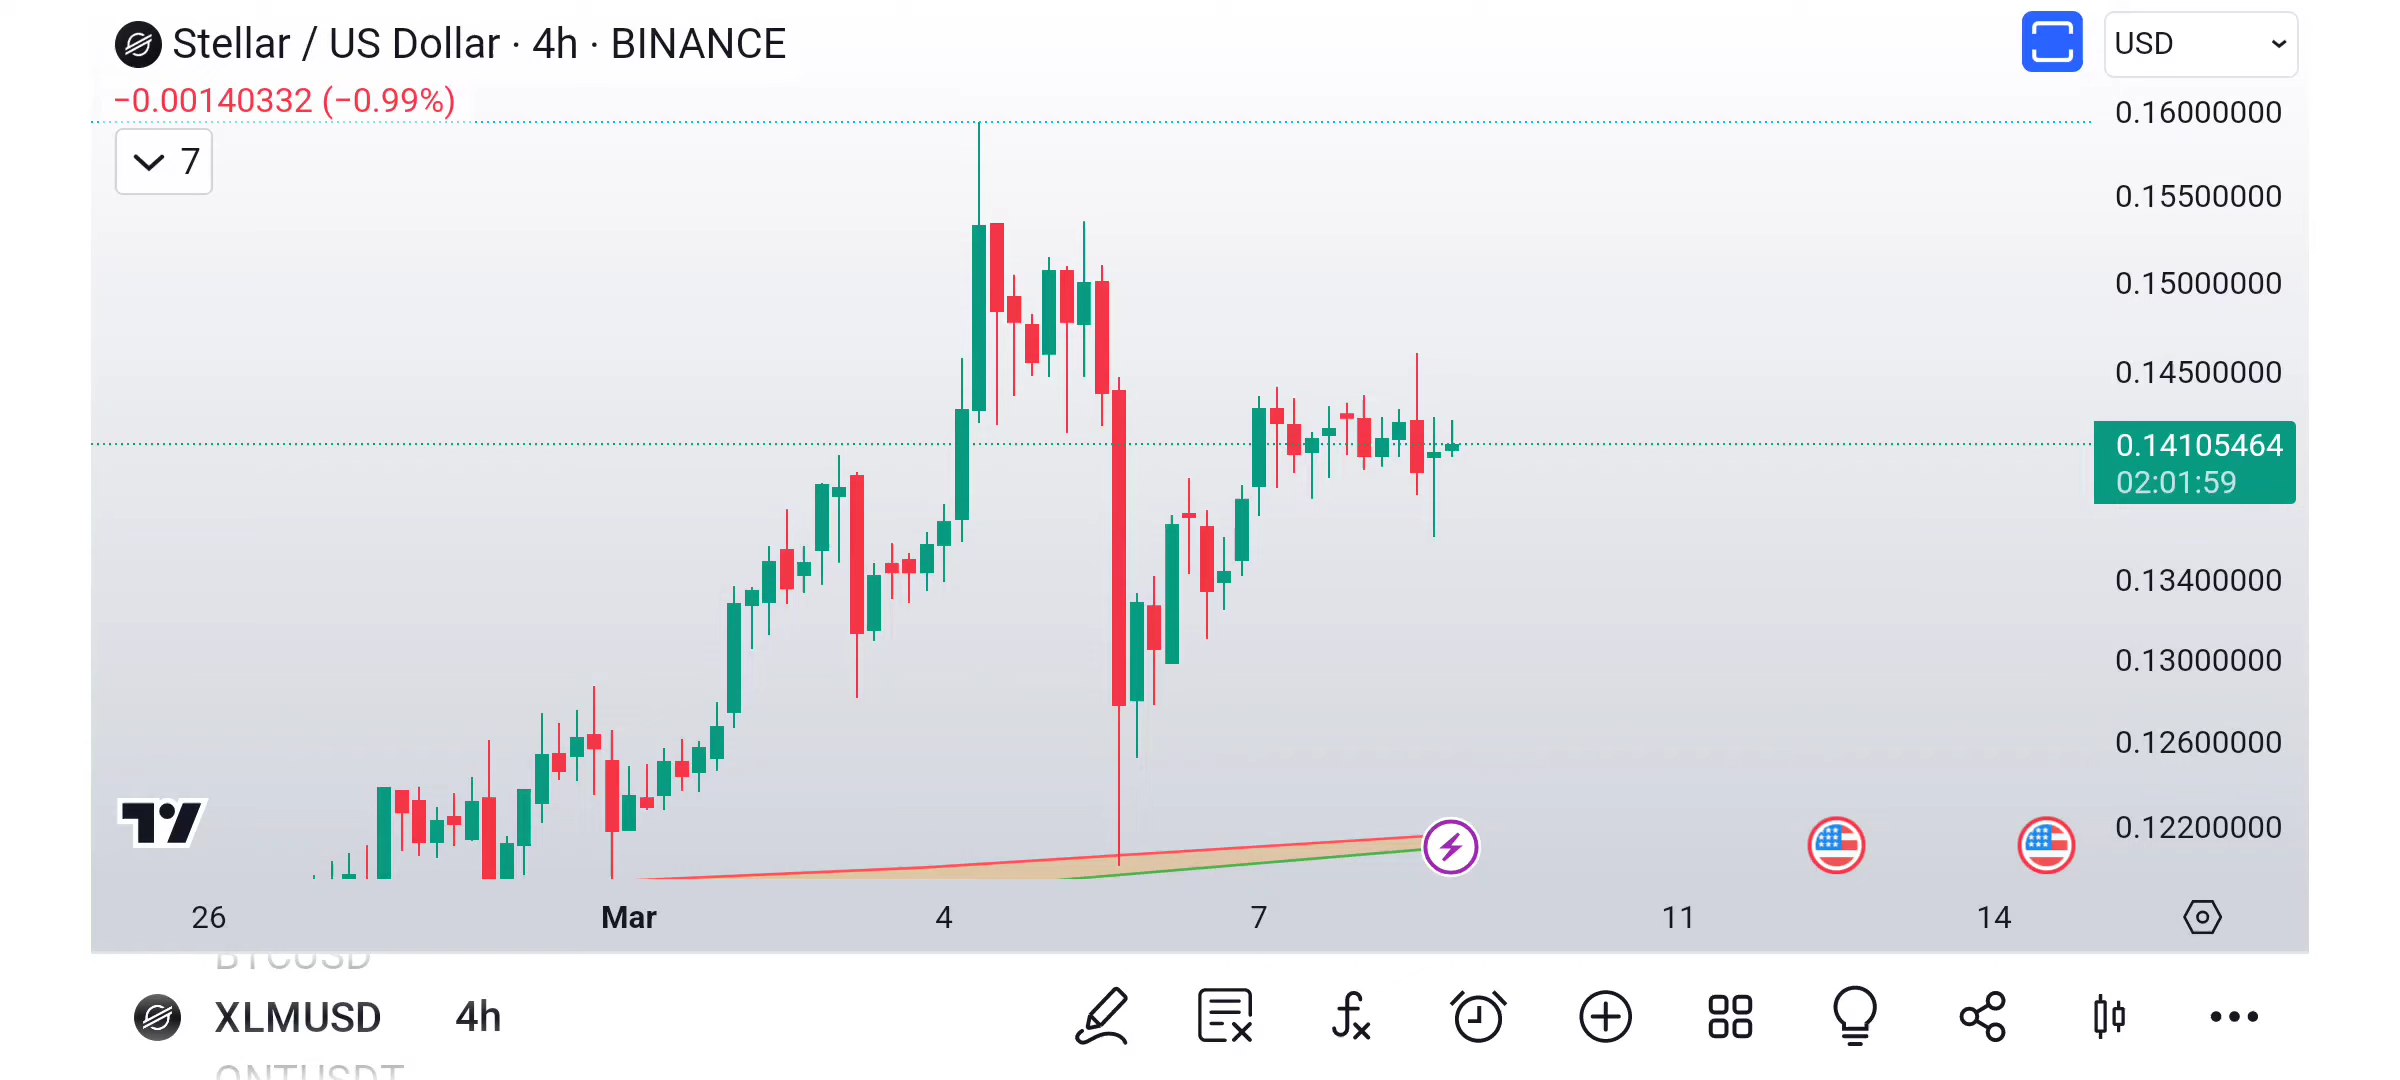 Stellar / US Dollar · 4h · BINANCE
USD
−0.00140332 (−0.99%)
7
0.16000000
0.15500000
0.15000000
0.14500000
0.14105464
02:01:59
0.13400000
0.13000000
0.12600000
0.12200000
26
Mar
4
7
11
14
BTCUSD
XLMUSD
4h
ONTUSDT